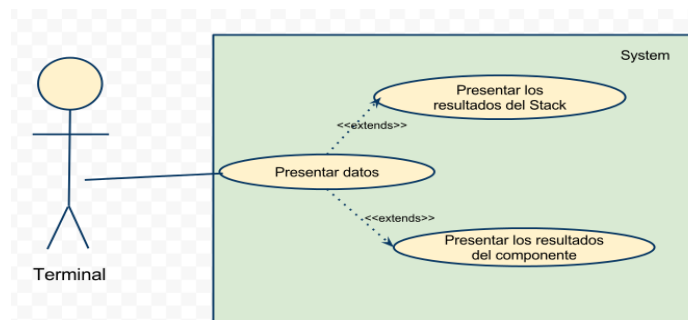 System
Presentar los
resultados del Stack
<<extends>>
Presentar datos
<<extends>>
Presentar los resultados
del componente
Terminal